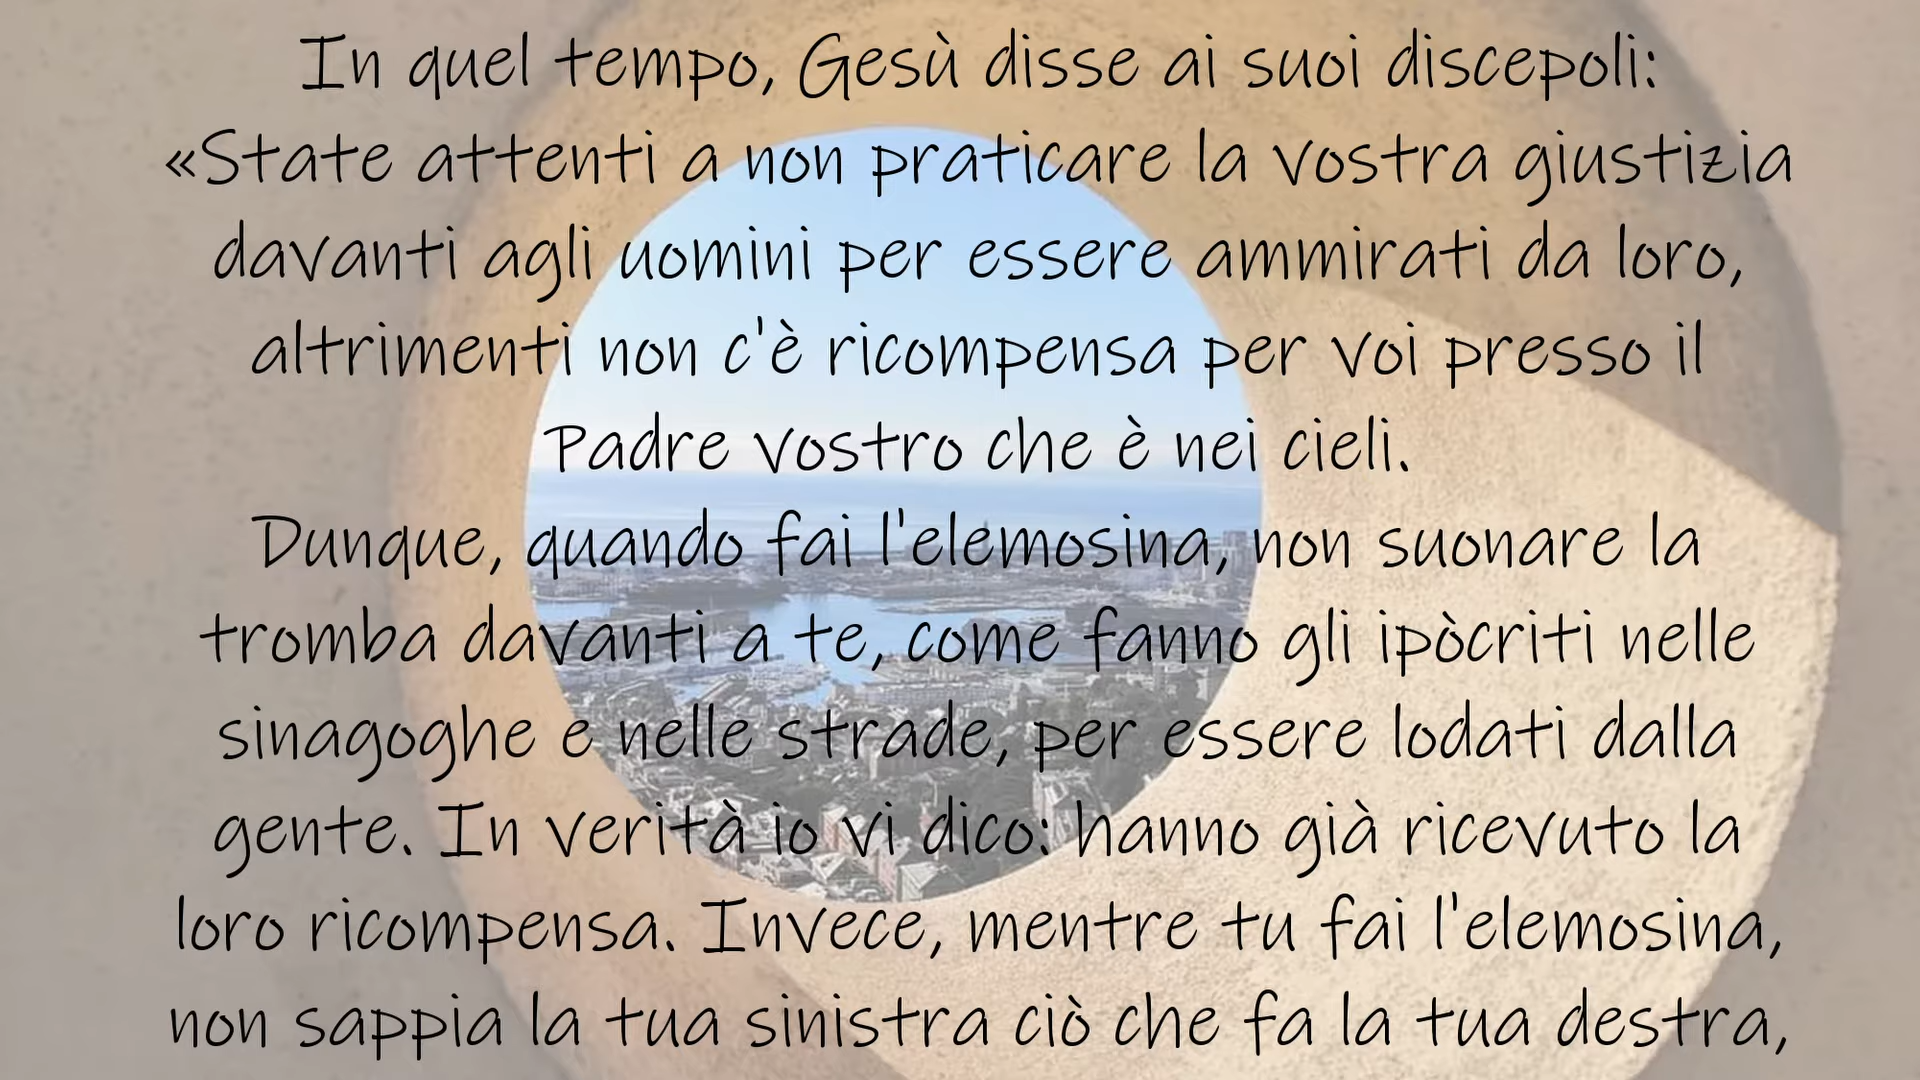 In quel tempo, Gesù disse ai suoi discepoli:
«State attenti a non praticare la vostra giustizia
davanti agli uomini per essere ammirati da loro,
altrimenti non c'è ricompensa per voi presso il
Padre vostro che è nei cieli.
Dunque, quando fai l'elemosina, non suonare la
tromba davanti a te, come fanno gli ipòcriti nelle
sinagoghe e nelle strade, per essere lodati dalla
gente. In verità io vi dico: hanno già ricevuto la
loro ricompensa. Invece, mentre tu fai l'elemosina,
non sappia la tua sinistra ciò che fa la tua destra,